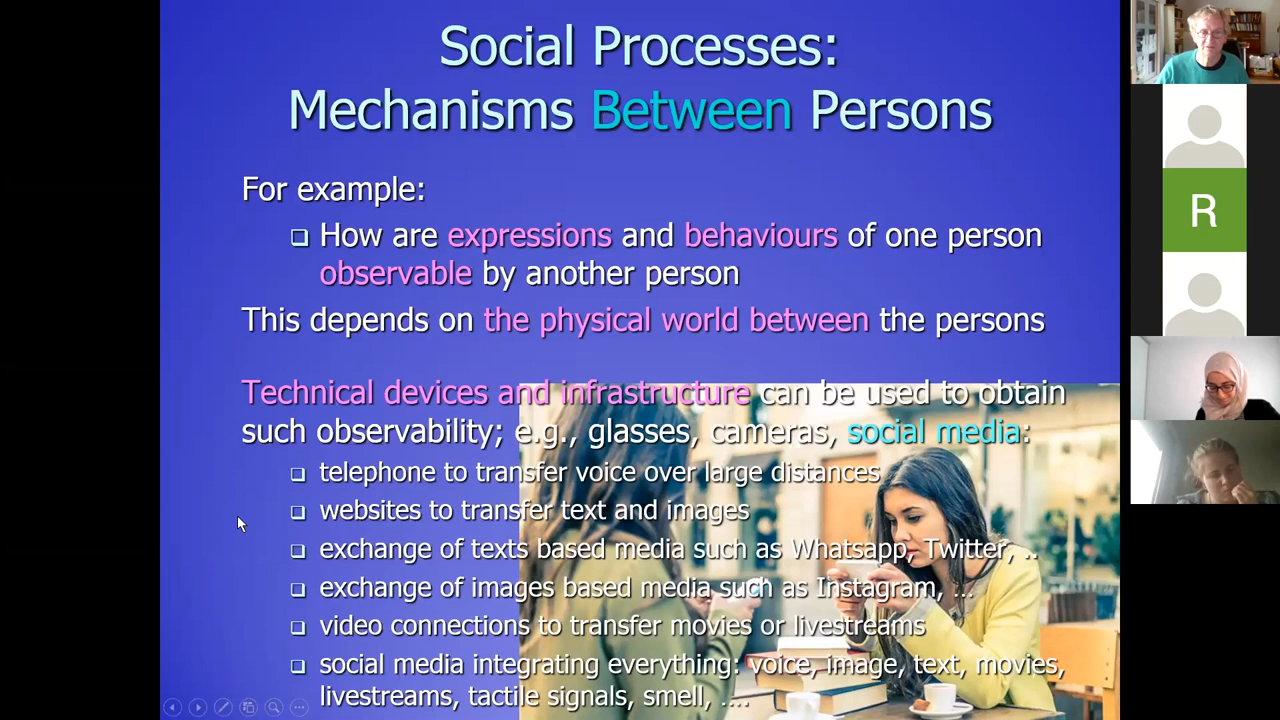 Social Processes:
Mechanisms Between Persons
For example:
How are expressions and behaviours of one person
observable by another person
This depends on the physical world between the persons
Technical devices and infrastructure can be used to obtain
such observability; e.g., glasses, cameras, social media:
telephone to transfer voice over large distances
websites to transfer text and images
exchange of texts based media such as Whatsapp, Twitter, ..
exchange of images based media such as Instagram, ...
video connections to transfer movies or livestreams
social media integrating everything: voice, image, text, movies,
livestreams, tactile signals, smell, ....
R